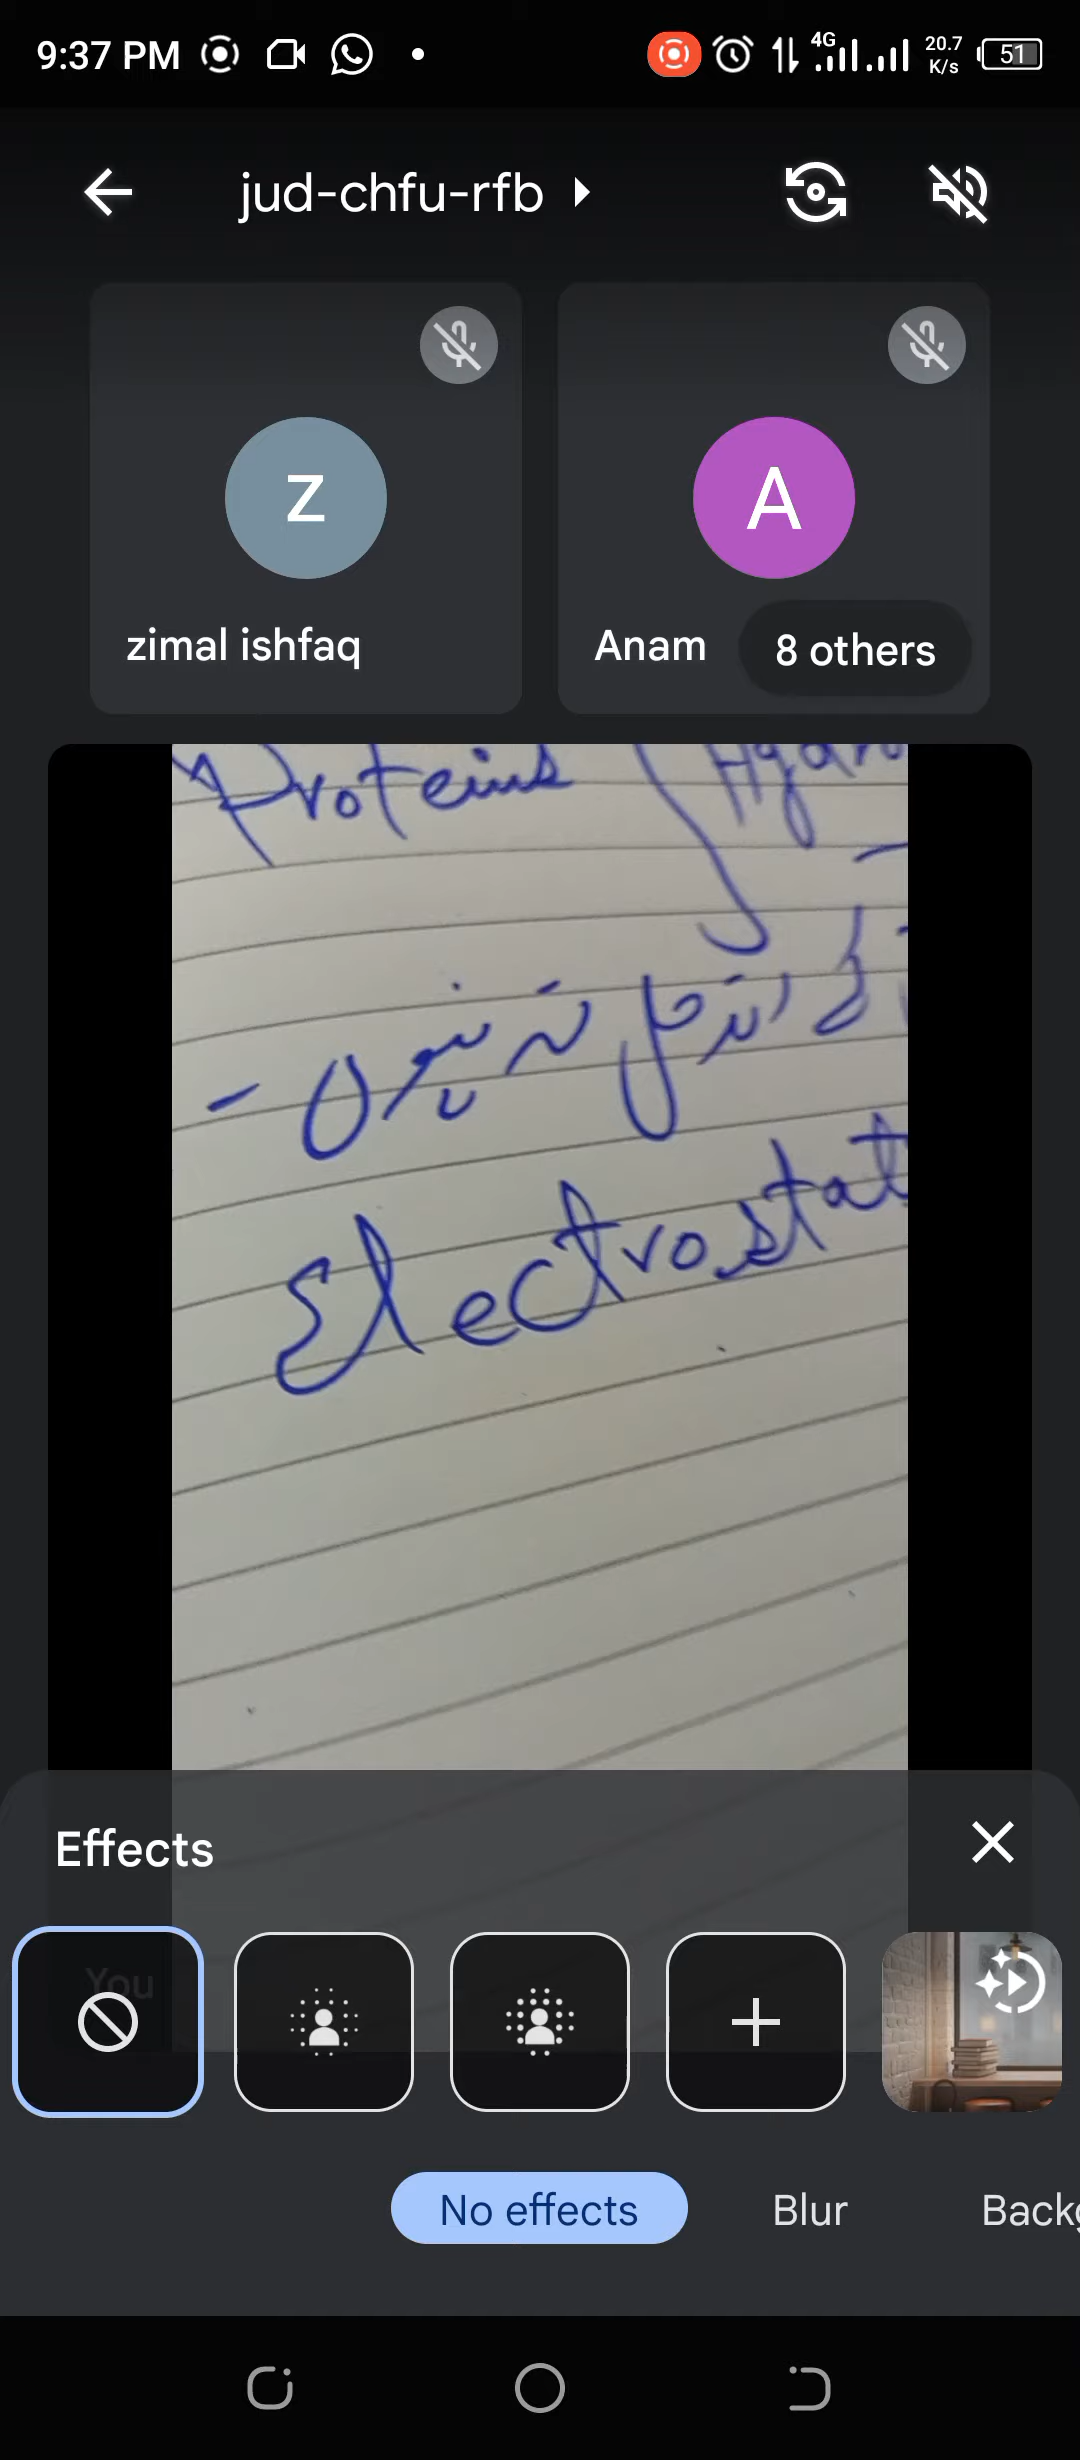 9:37 PM 4G 20.7 K/s 51
jud-chfu-rfb
z A
zimal ishfaq Anam 8 others
Proteins
Electrostat
Effects
You
No effects Blur Backg